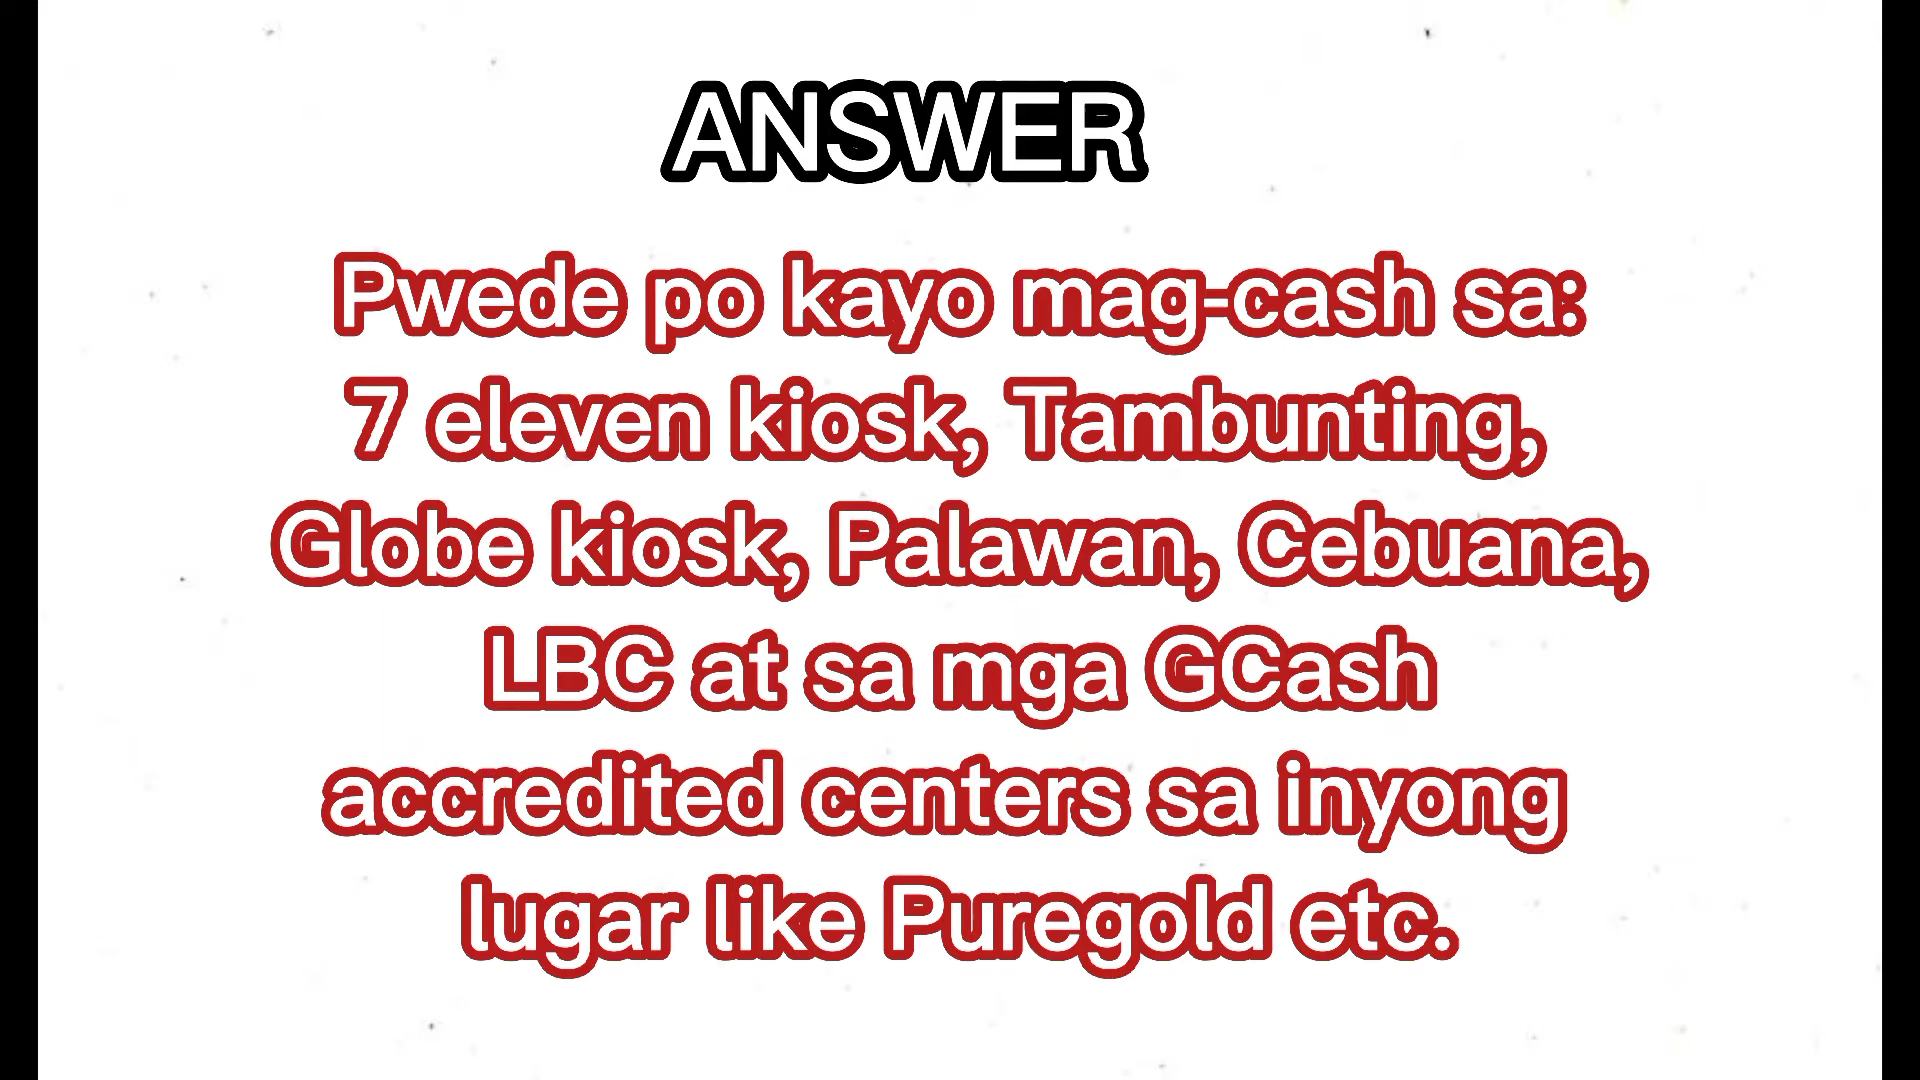 ANSWER
Pwede po kayo mag-cash sa:
7 eleven kiosk, Tambunting,
Globe kiosk, Palawan, Cebuana,
LBC at sa mga GCash
accredited centers sa inyong
lugar like Puregold etc.